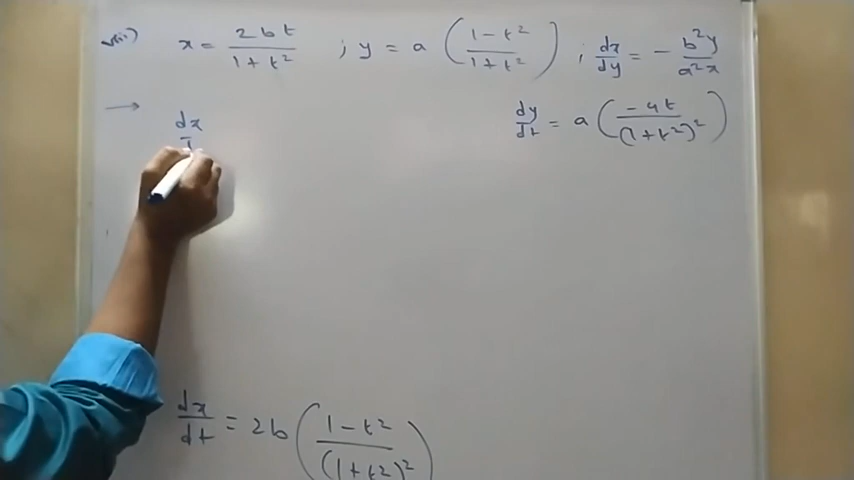 viii) x = 2bt / 1+t² ; y = a ( 1-t² / 1+t² ) ; dx/dy = - b²y / a²x
→ dx dy/dt = a ( -4t / (1+t²)² )
dx/dt = 2b ( 1-t² / (1+t²)² )